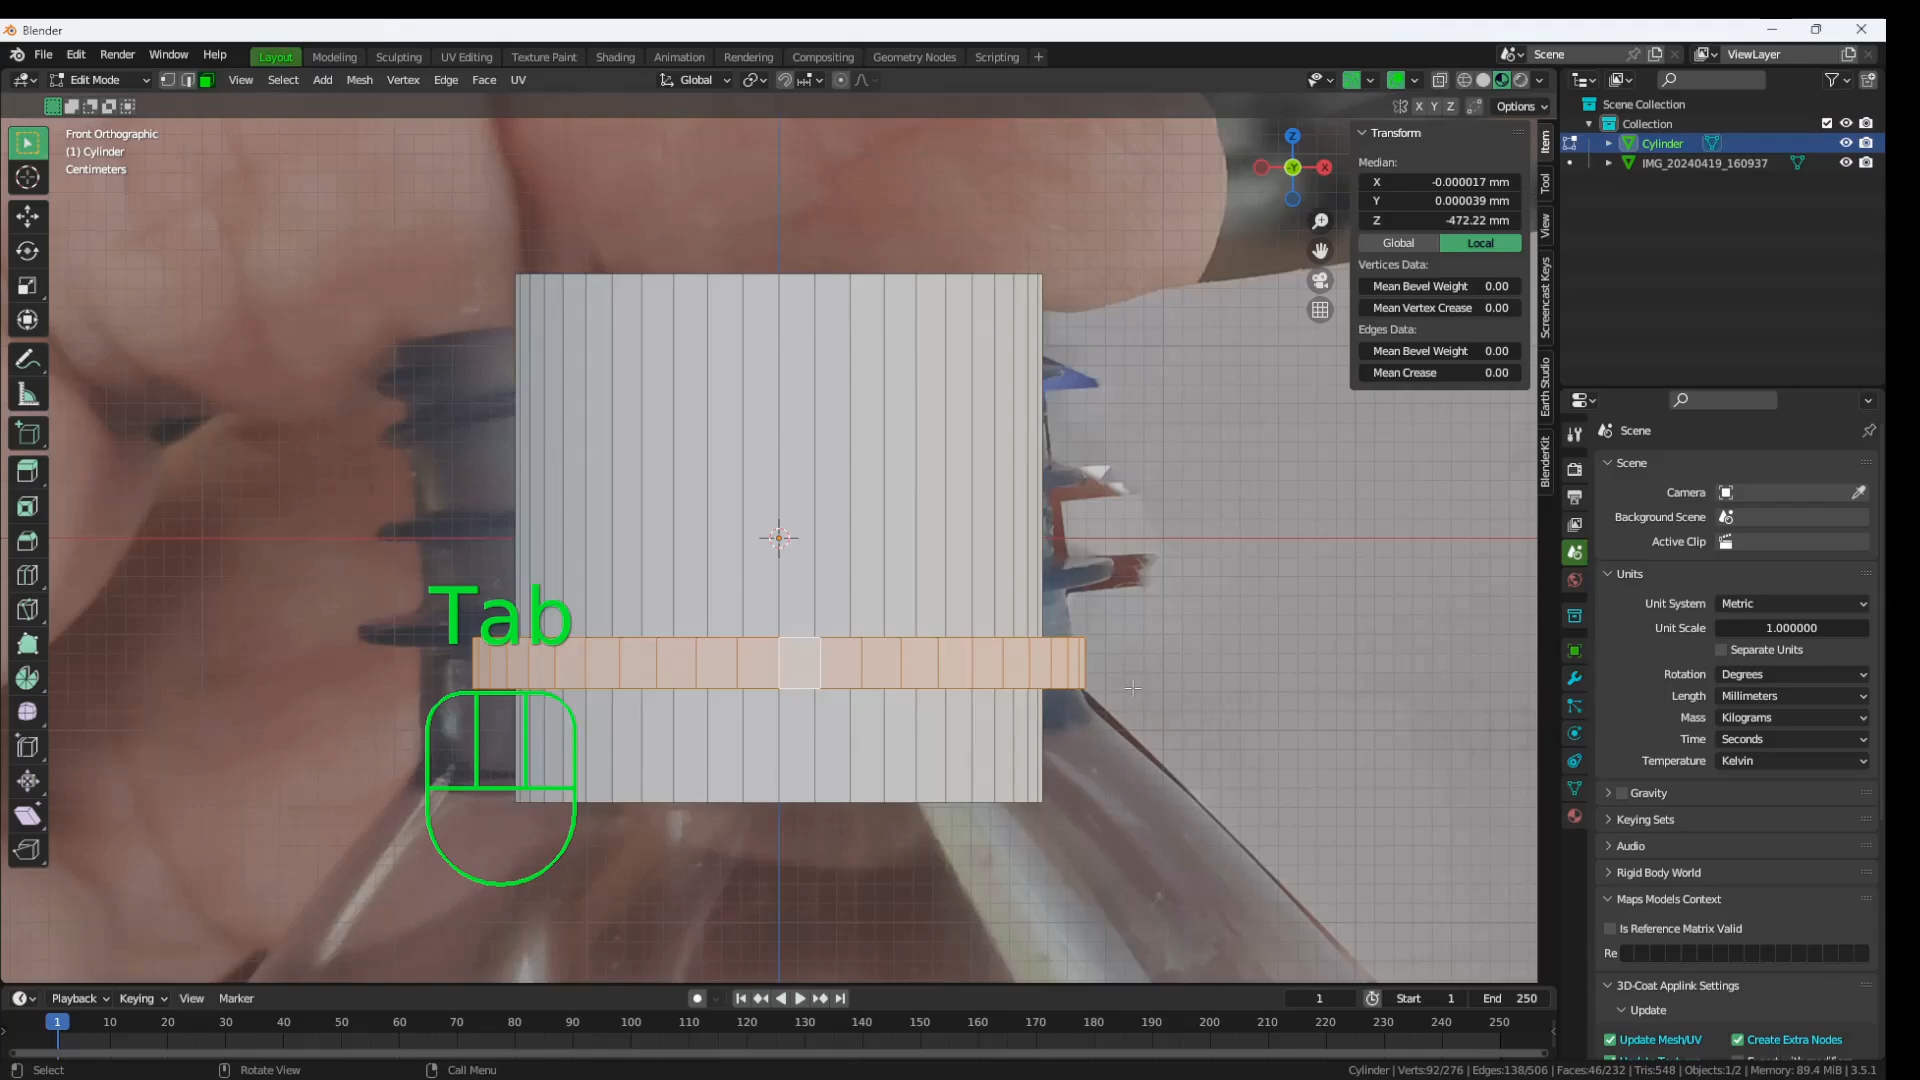 Blender
File Edit Render Window Help Layout Modeling Sculpting UV Editing Texture Paint Shading Animation Rendering Compositing Geometry Nodes Scripting + Scene ViewLayer
Edit Mode View Select Add Mesh Vertex Edge Face UV Global
X Y Z Options
Front Orthographic
(1) Cylinder
Centimeters
Z
X
-Y
Transform
Median:
X -0.000017 mm
Y 0.000039 mm
Z -472.22 mm
Global Local
Vertices Data:
Mean Bevel Weight 0.00
Mean Vertex Crease 0.00
Edges Data:
Mean Bevel Weight 0.00
Mean Crease 0.00
Item
Tool
View
Screencast Keys
Earth Studio
BlenderKit
Tab
Scene Collection
Collection
Cylinder
IMG_20240419_160937
Scene
Scene
Camera
Background Scene
Active Clip
Units
Unit System Metric
Unit Scale 1.000000
Separate Units
Rotation Degrees
Length Millimeters
Mass Kilograms
Time Seconds
Temperature Kelvin
Gravity
Keying Sets
Audio
Rigid Body World
Maps Models Context
Is Reference Matrix Valid
Re
3D-Coat Applink Settings
Update
Update Mesh/UV Create Extra Nodes
Playback Keying View Marker 1 Start 1 End 250
1 10 20 30 40 50 60 70 80 90 100 110 120 130 140 150 160 170 180 190 200 210 220 230 240 250
Select Rotate View Call Menu Cylinder | Verts:92/276 | Edges:138/506 | Faces:46/232 | Tris:548 | Objects:1/2 | Memory: 89.4 MiB | 3.5.1